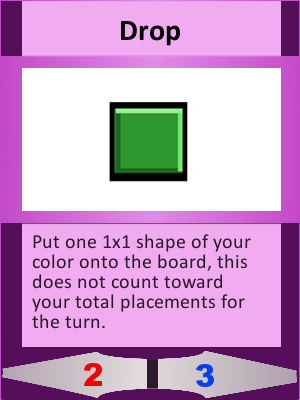 Drop
Put one 1x1 shape of your
color onto the board, this
does not count toward
your total placements for
the turn.
2 3